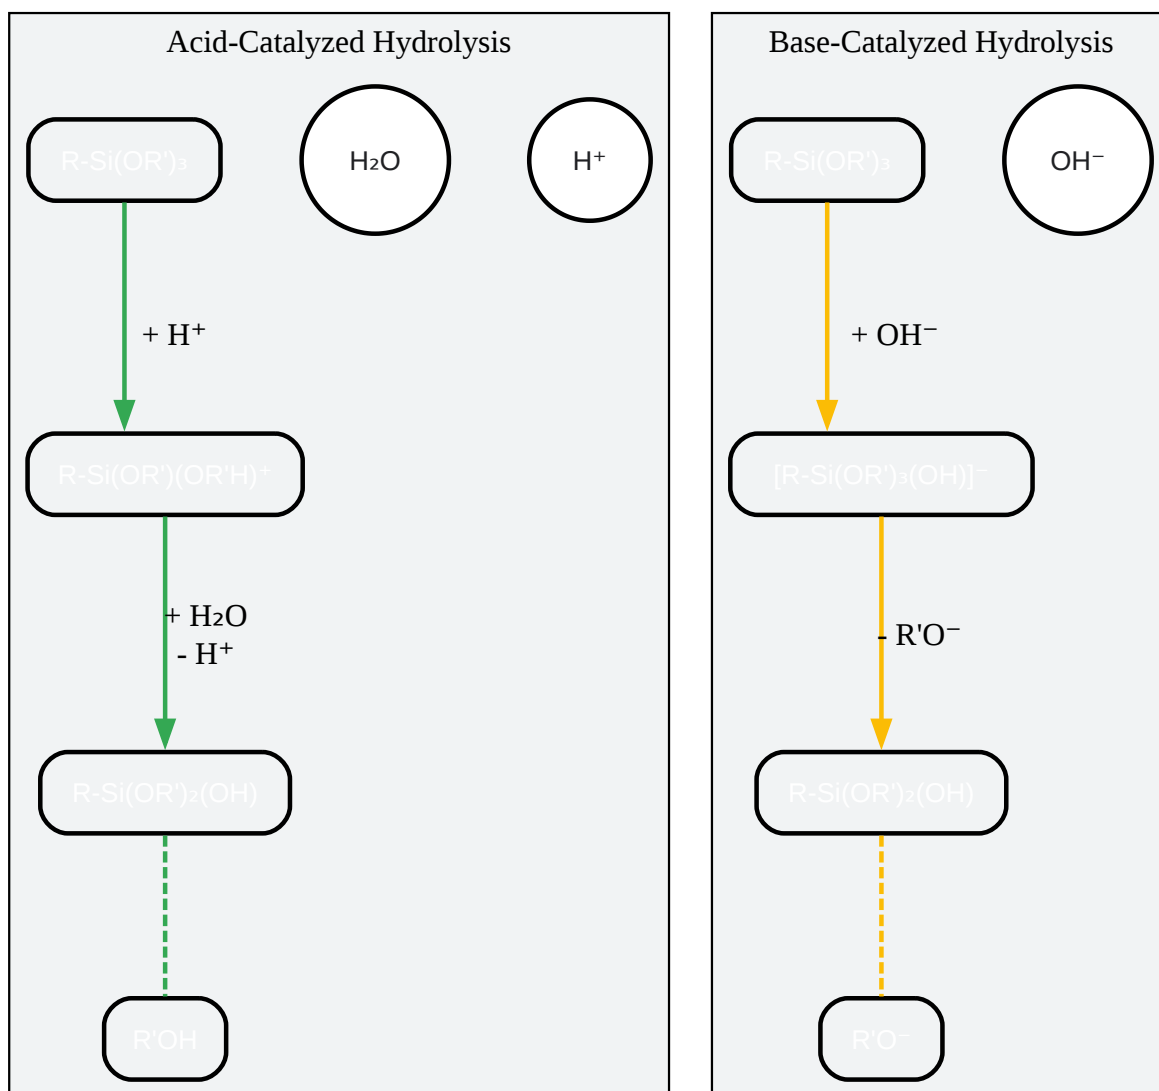 Acid-Catalyzed Hydrolysis
R-Si(OR')₃
H₂O
H⁺
+ H⁺
R-Si(OR')(OR'H)⁺
+ H₂O
- H⁺
R-Si(OR')₂(OH)
R'OH
Base-Catalyzed Hydrolysis
R-Si(OR')₃
OH⁻
+ OH⁻
[R-Si(OR')₃(OH)]⁻
- R'O⁻
R-Si(OR')₂(OH)
R'O⁻